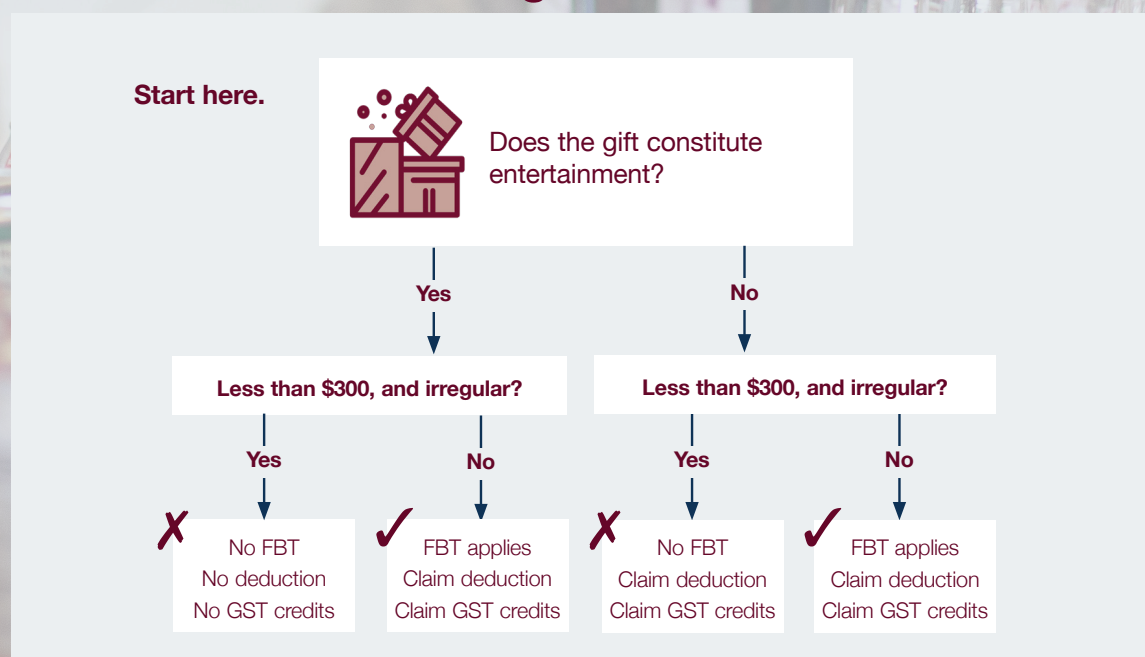 Start here.
Does the gift constitute
entertainment?
Yes
No
Less than $300, and irregular?
Less than $300, and irregular?
Yes
No
Yes
No
No FBT
No deduction
No GST credits
FBT applies
Claim deduction
Claim GST credits
No FBT
Claim deduction
Claim GST credits
FBT applies
Claim deduction
Claim GST credits